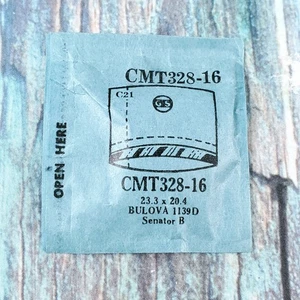 CMT328-16
C21
GS
OPEN HERE
CMT328-16
23.3 x 20.4
BULOVA 1139D
Senator B